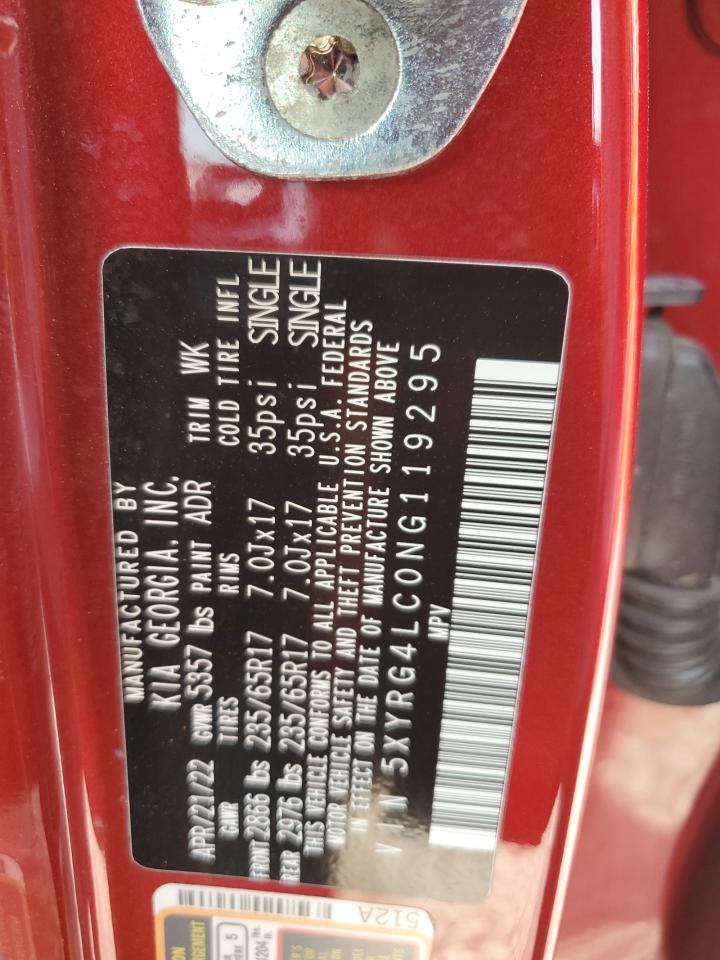 MANUFACTURED BY
KIA GEORGIA, INC.
APR/21/22 GVWR 5357 lbs PAINT ADR TRIM WK
GAWR TIRES RIMS COLD TIRE INFL
FRONT 2866 lbs 235/65R17 7.0Jx17 35psi SINGLE
REAR 2976 lbs 235/65R17 7.0Jx17 35psi SINGLE
THIS VEHICLE CONFORMS TO ALL APPLICABLE U.S.A. FEDERAL
MOTOR VEHICLE SAFETY AND THEFT PREVENTION STANDARDS
IN EFFECT ON THE DATE OF MANUFACTURE SHOWN ABOVE
VIN 5XYRG4LC0NG119295
MPV
512A
5